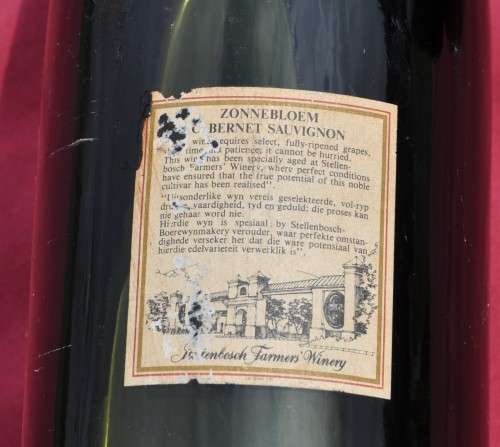 ZONNEBLOEM
CABERNET SAUVIGNON
wine requires select, fully-ripened grapes,
time and patience; it cannot be hurried.
This wine has been specially aged at Stellen-
bosch Farmers' Winery, where perfect conditions
have ensured that the true potential of this noble
cultivar has been realised".
"Uitsonderlike wyn vereis geselekteerde, vol-ryp
vaardigheid, tyd en geduld: die proses kan
nie gehaar word nie.
Hierdie wyn is spesiaal by Stellenbosch-
Boerewynmakery verouder, waar perfekte omstan-
dighede verseker het dat die ware potensiaal van
hierdie edelvariëteit verwerklik is".
Stellenbosch Farmers' Winery